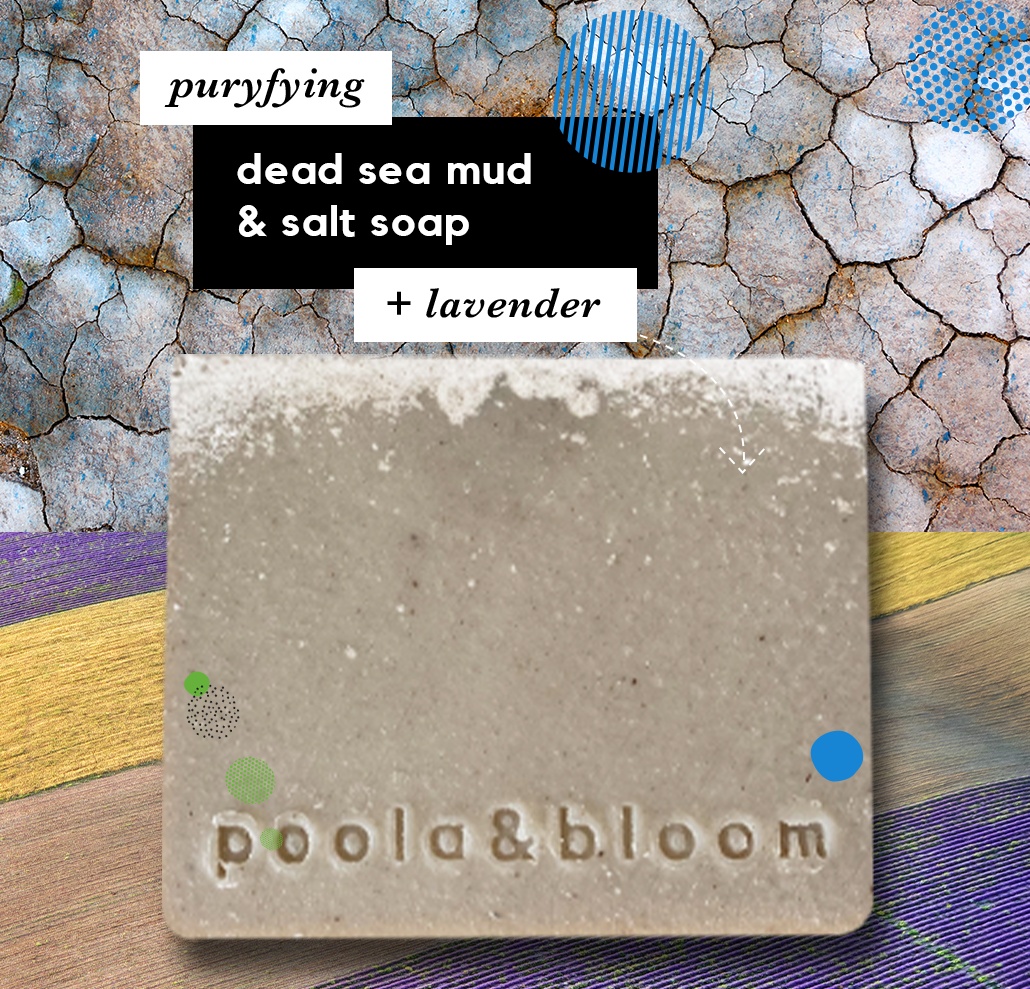 puryfying
dead sea mud
& salt soap
+ lavender
poola&bloom